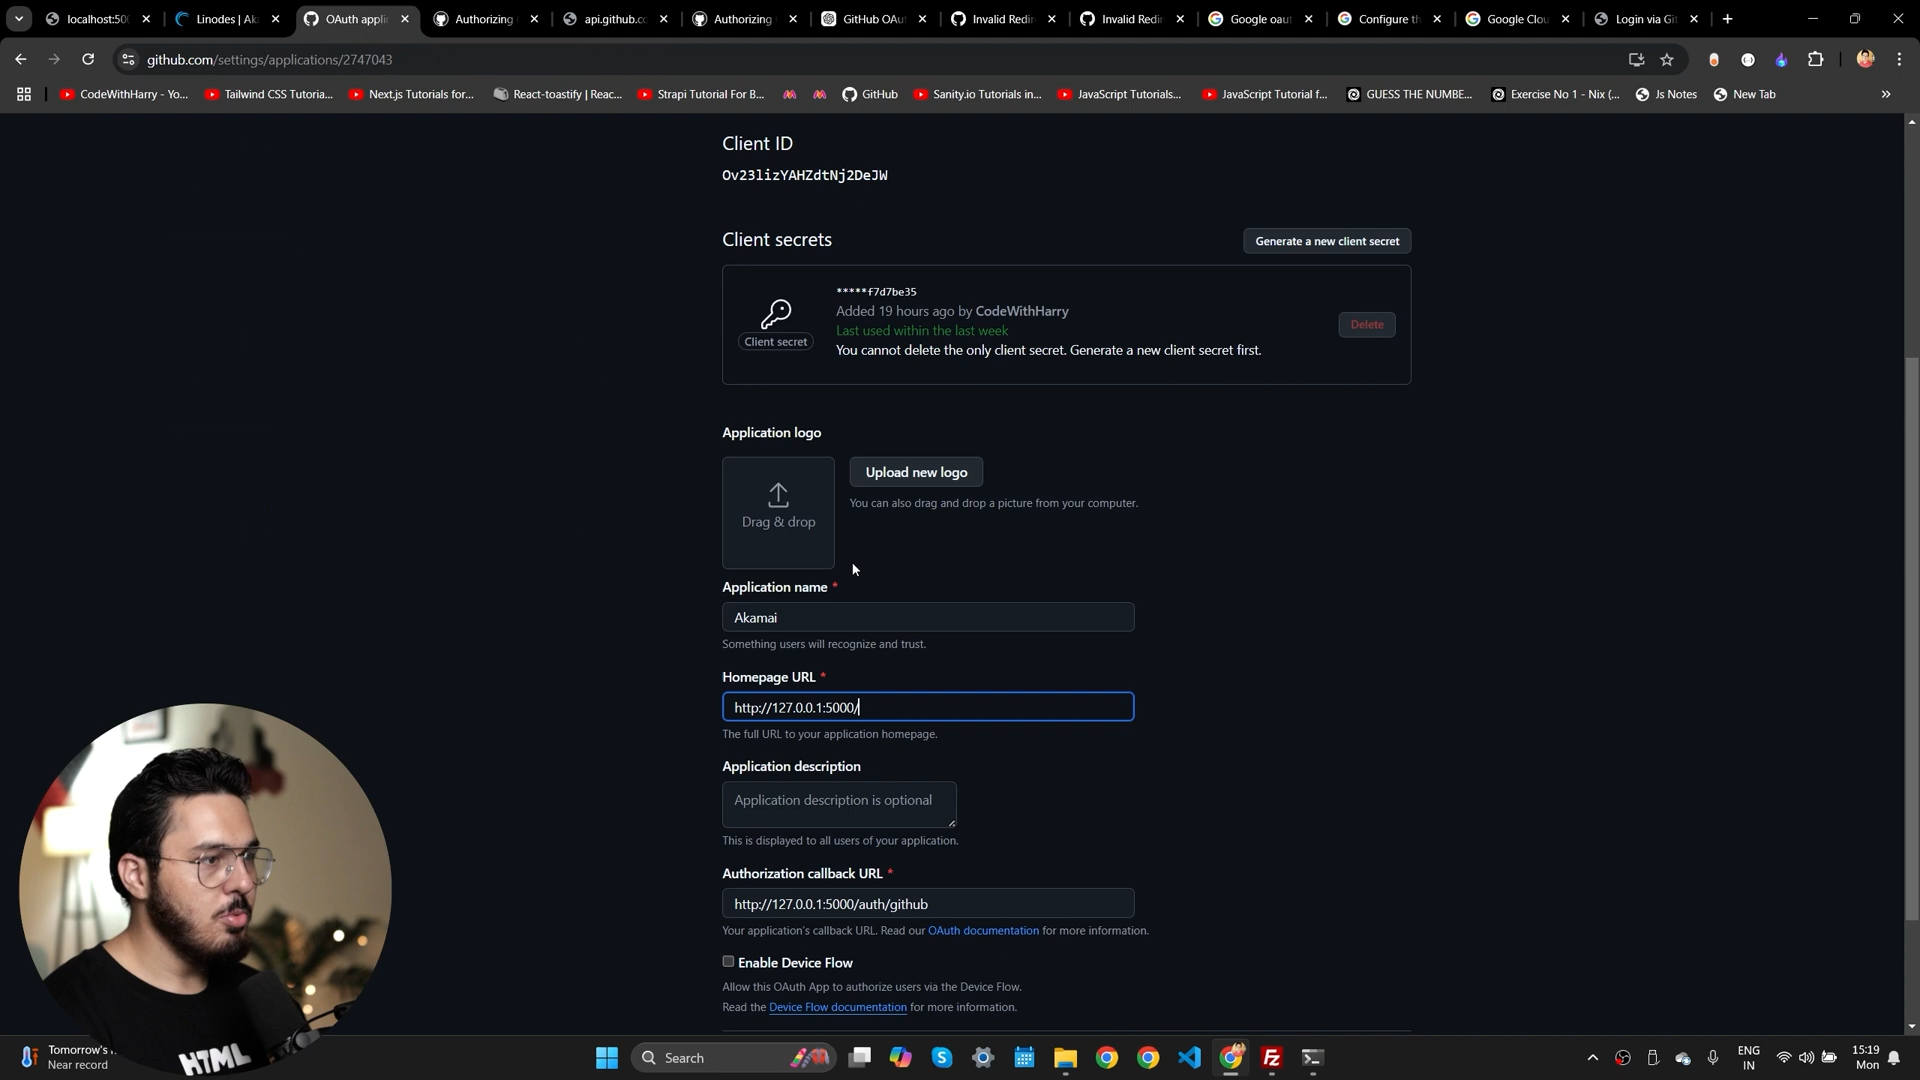 localhost:500
Linodes | Aka
OAuth applic
Authorizing
api.github.co
Authorizing
GitHub OAut
Invalid Redir
Invalid Redir
Google oaut
Configure th
Google Clou
Login via Git
github.com/settings/applications/2747043
CodeWithHarry - Yo...
Tailwind CSS Tutoria...
Next.js Tutorials for...
React-toastify | Reac...
Strapi Tutorial For B...
GitHub
Sanity.io Tutorials in...
JavaScript Tutorials...
JavaScript Tutorial f...
GUESS THE NUMBE...
Exercise No 1 - Nix (...
Js Notes
New Tab
Client ID
Ov23lizYAHZdtNj2DeJW
Client secrets
Generate a new client secret
*****f7d7be35
Added 19 hours ago by CodeWithHarry
Last used within the last week
Client secret
You cannot delete the only client secret. Generate a new client secret first.
Delete
Application logo
Drag & drop
Upload new logo
You can also drag and drop a picture from your computer.
Application name *
Akamai
Something users will recognize and trust.
Homepage URL *
http://127.0.0.1:5000/
The full URL to your application homepage.
Application description
Application description is optional
This is displayed to all users of your application.
Authorization callback URL *
http://127.0.0.1:5000/auth/github
Your application's callback URL. Read our OAuth documentation for more information.
Enable Device Flow
Allow this OAuth App to authorize users via the Device Flow.
Read the Device Flow documentation for more information.
HTML
Tomorrow's
Near record
Search
ENG
IN
15:19
Mon